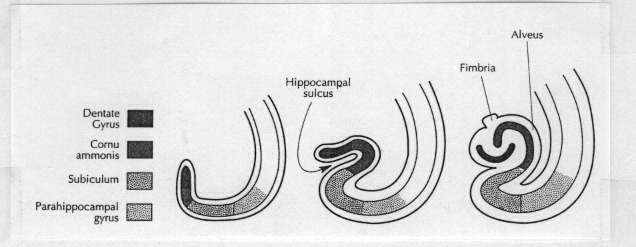 Alveus
Fimbria
Hippocampal
sulcus
Dentate
Gyrus
Cornu
ammonis
Subiculum
Parahippocampal
gyrus